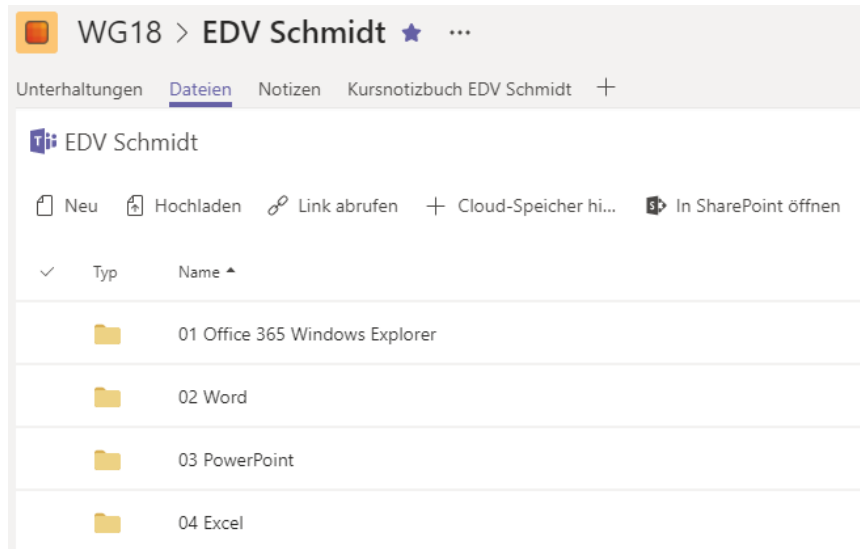 WG18 > EDV Schmidt ...
Unterhaltungen Dateien Notizen Kursnotizbuch EDV Schmidt +
EDV Schmidt
Neu Hochladen Link abrufen + Cloud-Speicher hi... In SharePoint öffnen
Typ Name
01 Office 365 Windows Explorer
02 Word
03 PowerPoint
04 Excel